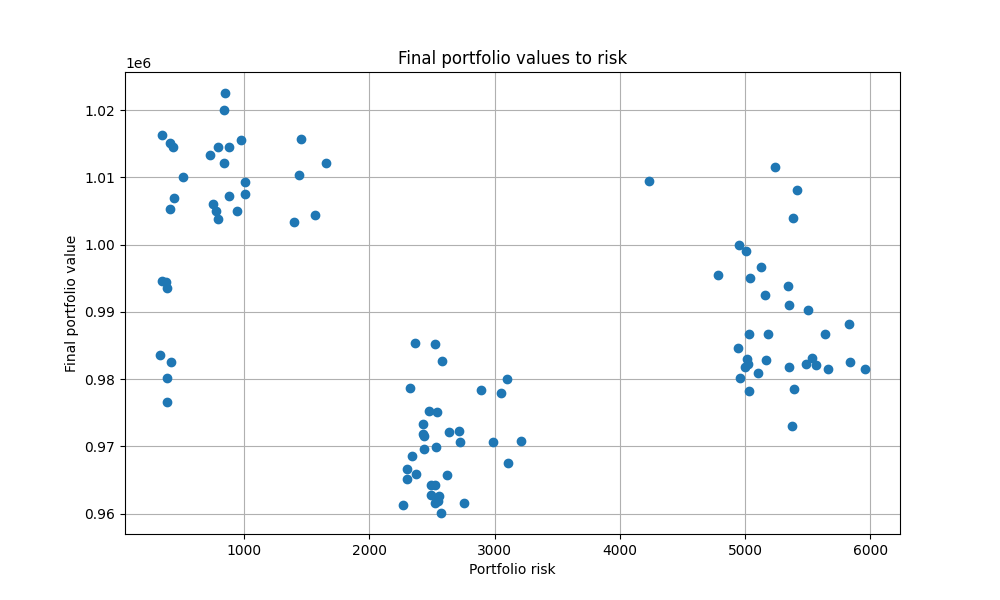 Final portfolio values to risk
1e6
1.02
1.01
1.00
0.99
0.98
0.97
0.96
Final portfolio value
1000 2000 3000 4000 5000 6000
Portfolio risk